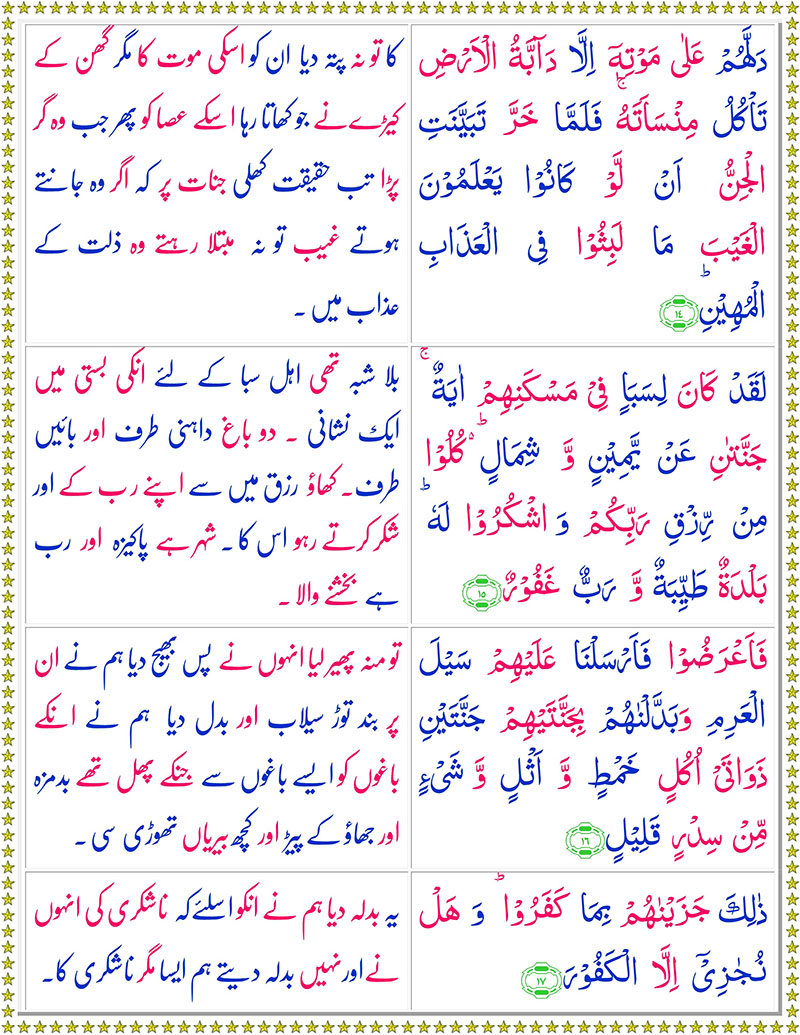 دَلَّهُمْ عَلٰى مَوْتِهٖۤ اِلَّا دَآبَّةُ الْاَرْضِ
تَاْكُلُ مِنْسَاَتَهٗ ۚ فَلَمَّا خَرَّ تَبَيَّنَتِ
الْجِنُّ اَنْ لَّوْ كَانُوْا يَعْلَمُوْنَ
الْغَيْبَ مَا لَبِثُوْا فِى الْعَذَابِ
الْمُهِيْنِ ؕ ۱٤
کا تو نہ پتہ دیا ان کو اسکی موت کا مگر گھن کے
کیڑے نے جو کھاتا رہا اسکے عصا کو پھر جب وہ گر
پڑا تب حقیقت کھلی جنات پر کہ اگر وہ جانتے
ہوتے غیب تو نہ مبتلا رہتے وہ ذلت کے
عذاب میں ۔
لَقَدْ كَانَ لِسَبَاٍ فِىْ مَسْكَنِهِمْ اٰيَةٌ ۚ
جَنَّتٰنِ عَنْ يَّمِيْنٍ وَّ شِمَالٍ ؕ۬ كُلُوْا
مِنْ رِّزْقِ رَبِّكُمْ وَ اشْكُرُوْا لَهٗ ؕ
بَلْدَةٌ طَيِّبَةٌ وَّ رَبٌّ غَفُوْرٌ ۱٥
بلا شبہ تھی اہل سبا کے لئے انکی بستی میں
ایک نشانی ۔ دو باغ داہنی طرف اور بائیں
طرف۔ کھاؤ رزق میں سے اپنے رب کے اور
شکر کرتے رہو اس کا۔ شہر ہے پاکیزہ اور رب
ہے بخشنے والا ۔
فَاَعْرَضُوْا فَاَرْسَلْنَا عَلَيْهِمْ سَيْلَ
الْعَرِمِ وَبَدَّلْنٰهُمْ بِجَنَّتَيْهِمْ جَنَّتَيْنِ
ذَوَاتَىْ اُكُلٍ خَمْطٍ وَّ اَثْلٍ وَّ شَىْءٍ
مِّنْ سِدْرٍ قَلِيْلٍ ۱٦
تو منہ پھیر لیا انہوں نے پس بھیج دیا ہم نے ان
پر بند توڑ سیلاب اور بدل دیا ہم نے انکے
باغوں کو ایسے باغوں سے جنکے پھل تھے بدمزہ
اور جھاؤ کے پیڑ اور کچھ بیریاں تھوڑی سی ۔
ذٰلِكَ جَزَيْنٰهُمْ بِمَا كَفَرُوْا ؕ وَ هَلْ
نُجٰزِىْۤ اِلَّا الْكَفُوْرَ ۱۷
یہ بدلہ دیا ہم نے انکو اسلئے کہ ناشکری کی انہوں
نے اور نہیں بدلہ دیتے ہم ایسا مگر ناشکری کا۔